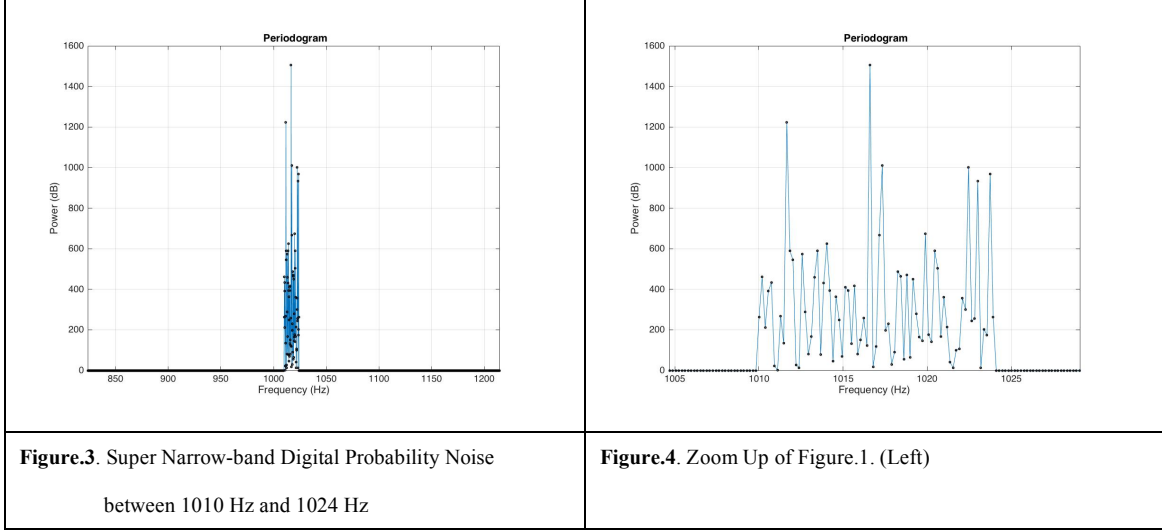 Periodogram
1600
1400
1200
1000
800
600
400
200
0
Power (dB)
850 900 950 1000 1050 1100 1150 1200
Frequency (Hz)
Periodogram
1600
1400
1200
1000
800
600
400
200
0
Power (dB)
1005 1010 1015 1020 1025
Frequency (Hz)
Figure.3. Super Narrow-band Digital Probability Noise
between 1010 Hz and 1024 Hz
Figure.4. Zoom Up of Figure.1. (Left)